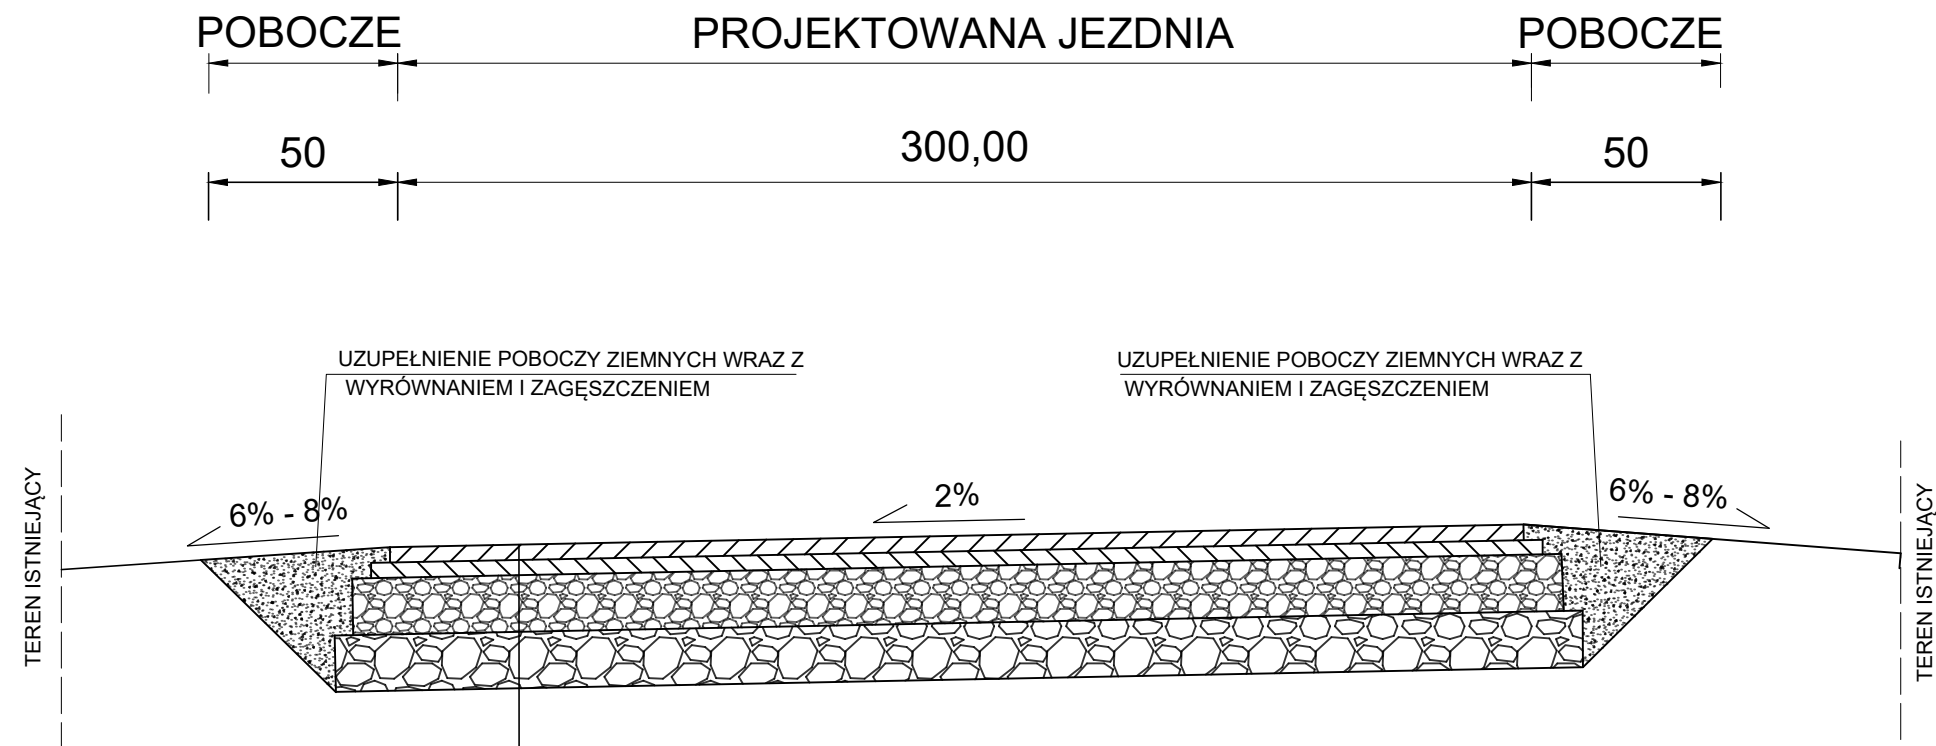 POBOCZE PROJEKTOWANA JEZDNIA POBOCZE
50 300,00 50
UZUPEŁNIENIE POBOCZY ZIEMNYCH WRAZ Z
WYRÓWNANIEM I ZAGĘSZCZENIEM
UZUPEŁNIENIE POBOCZY ZIEMNYCH WRAZ Z
WYRÓWNANIEM I ZAGĘSZCZENIEM
TEREN ISTNIEJĄCY
6% - 8%
2%
6% - 8%
TEREN ISTNIEJĄCY